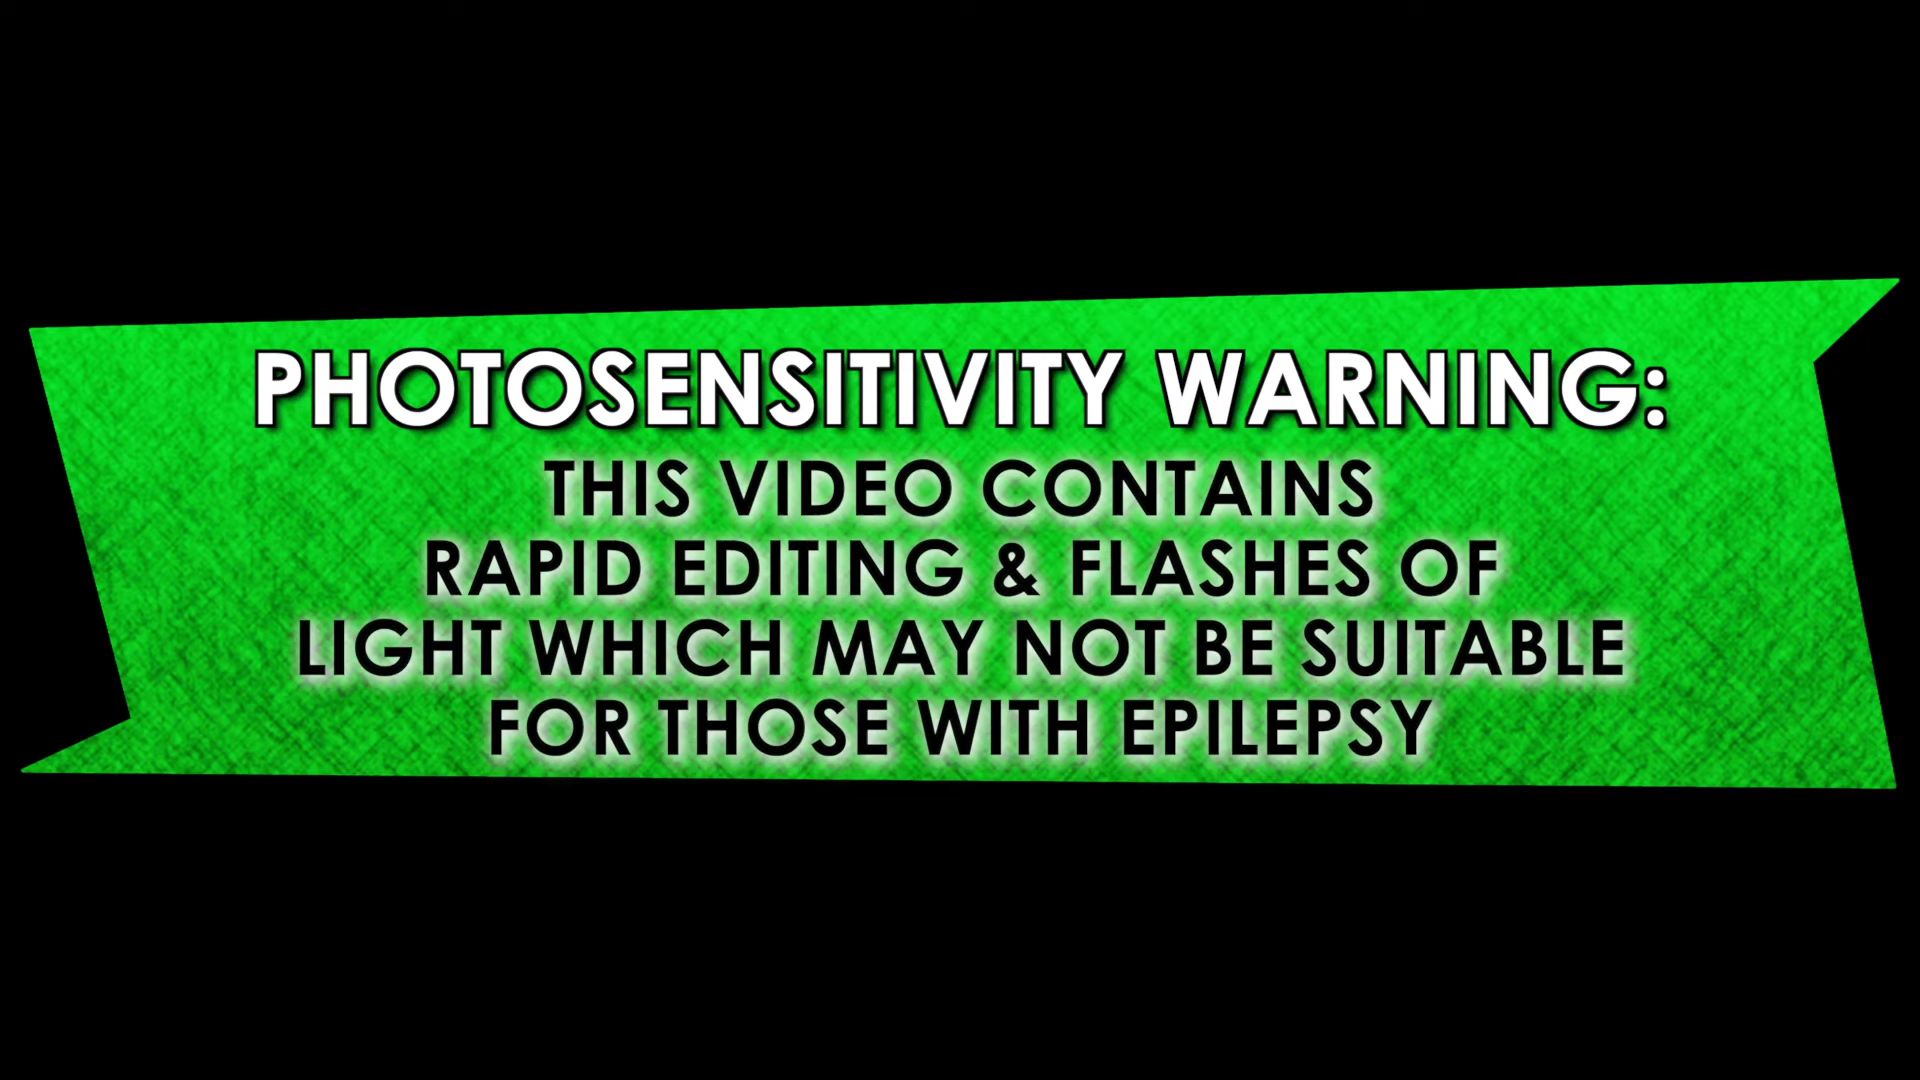 PHOTOSENSITIVITY WARNING:
THIS VIDEO CONTAINS
RAPID EDITING & FLASHES OF
LIGHT WHICH MAY NOT BE SUITABLE
FOR THOSE WITH EPILEPSY